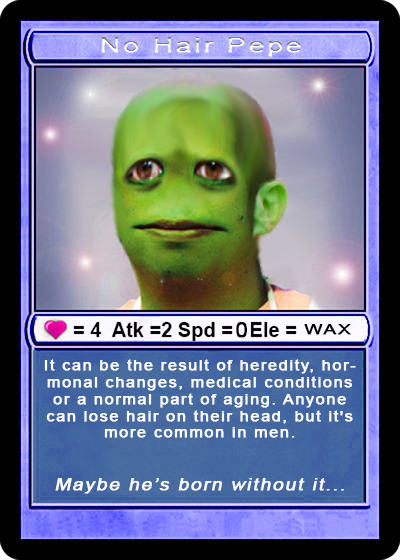 No Hair Pepe
= 4 Atk =2 Spd =0 Ele = WAX
It can be the result of heredity, hor-
monal changes, medical conditions
or a normal part of aging. Anyone
can lose hair on their head, but it's
more common in men.
Maybe he's born without it...